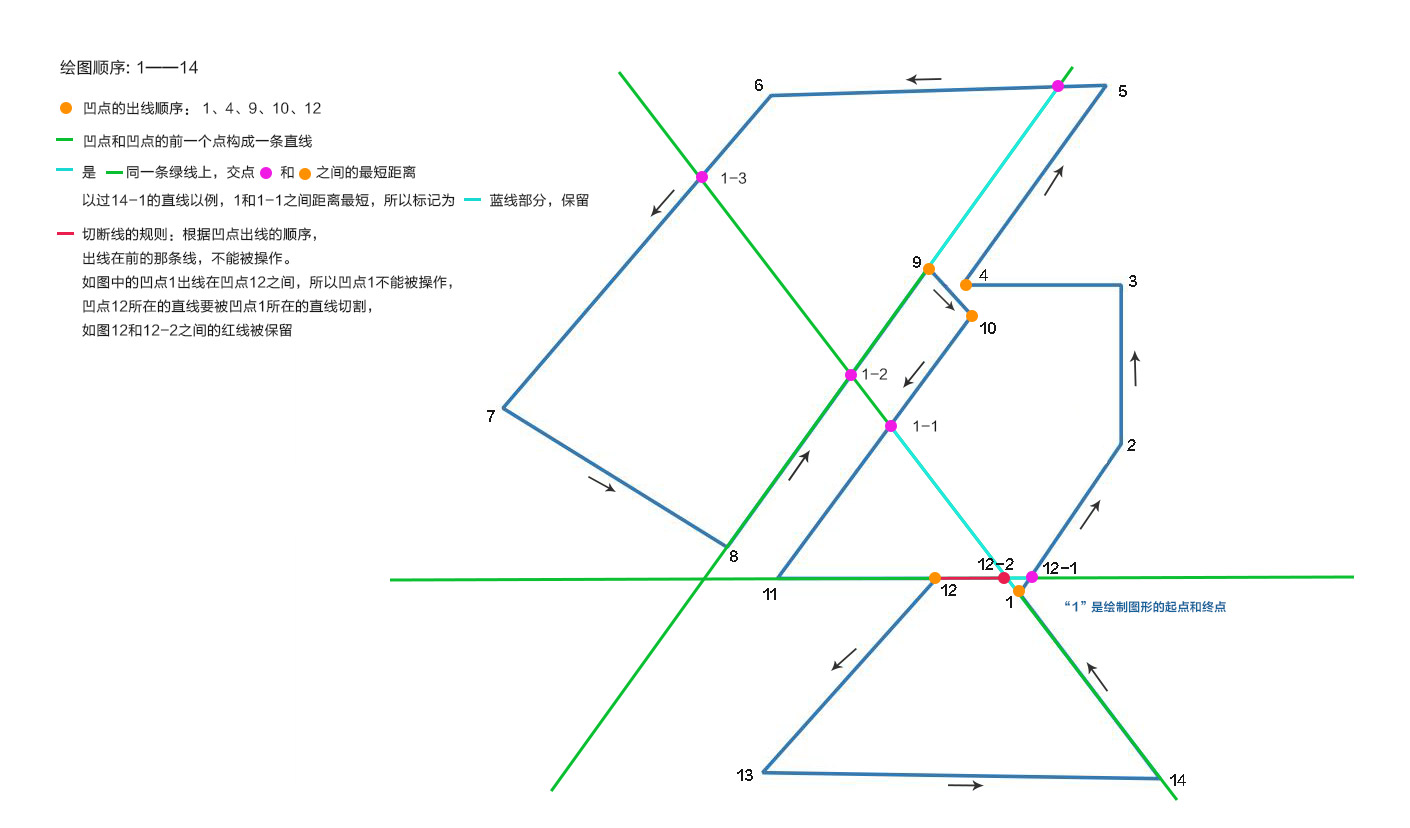 绘图顺序: 1——14
凹点的出线顺序： 1、4、9、10、12
凹点和凹点的前一个点构成一条直线
是 同一条绿线上，交点 和 之间的最短距离
以过14-1的直线以例，1和1-1之间距离最短，所以标记为 蓝线部分，保留
切断线的规则：根据凹点出线的顺序，
出线在前的那条线，不能被操作。
如图中的凹点1出线在凹点12之间，所以凹点1不能被操作，
凹点12所在的直线要被凹点1所在的直线切割，
如图12和12-2之间的红线被保留
6
5
1-3
9
4
3
10
1-2
7
1-1
2
8
12-2
12-1
11
12
1
“1”是绘制图形的起点和终点
13
14